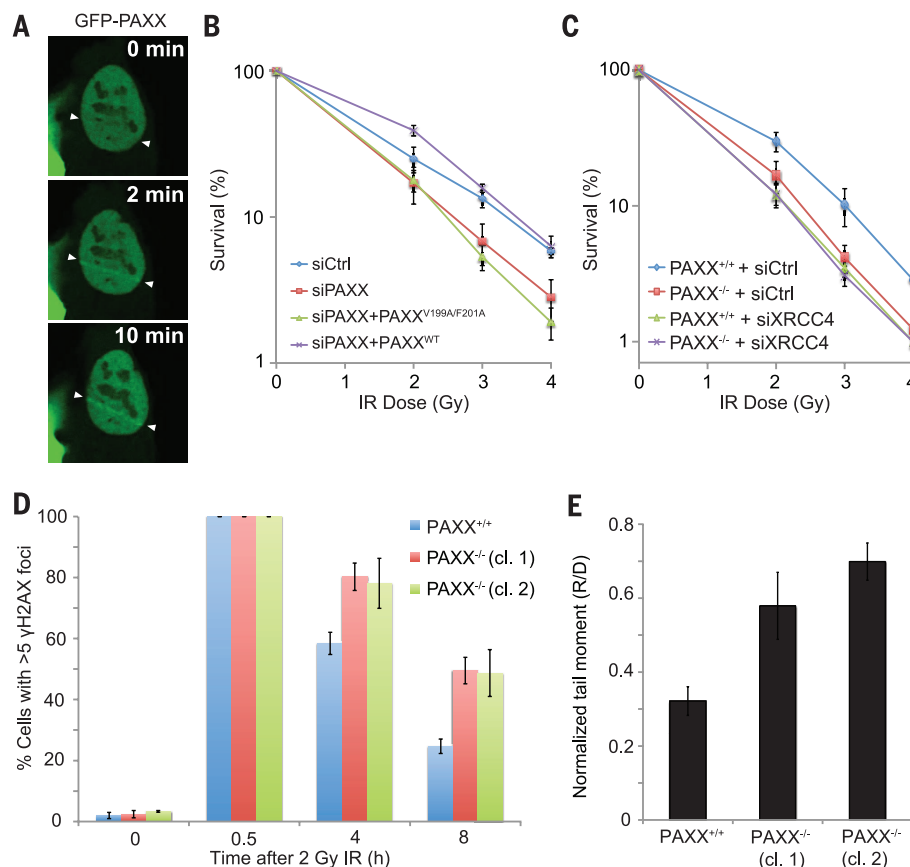 A
GFP-PAXX
0 min
2 min
10 min
B
Survival (%)
100
10
1
siCtrl
siPAXX
siPAXX+PAXX^V199A/F201A
siPAXX+PAXX^WT
0
2
3
4
IR Dose (Gy)
C
Survival (%)
100
10
1
PAXX^+/+ + siCtrl
PAXX^-/- + siCtrl
PAXX^+/+ + siXRCC4
PAXX^-/- + siXRCC4
0
2
3
4
IR Dose (Gy)
D
% Cells with >5 γH2AX foci
100
80
60
40
20
0
PAXX^+/+
PAXX^-/- (cl. 1)
PAXX^-/- (cl. 2)
0
0.5
4
8
Time after 2 Gy IR (h)
E
Normalized tail moment (R/D)
0.8
0.6
0.4
0.2
0
PAXX^+/+
PAXX^-/-
(cl. 1)
PAXX^-/-
(cl. 2)